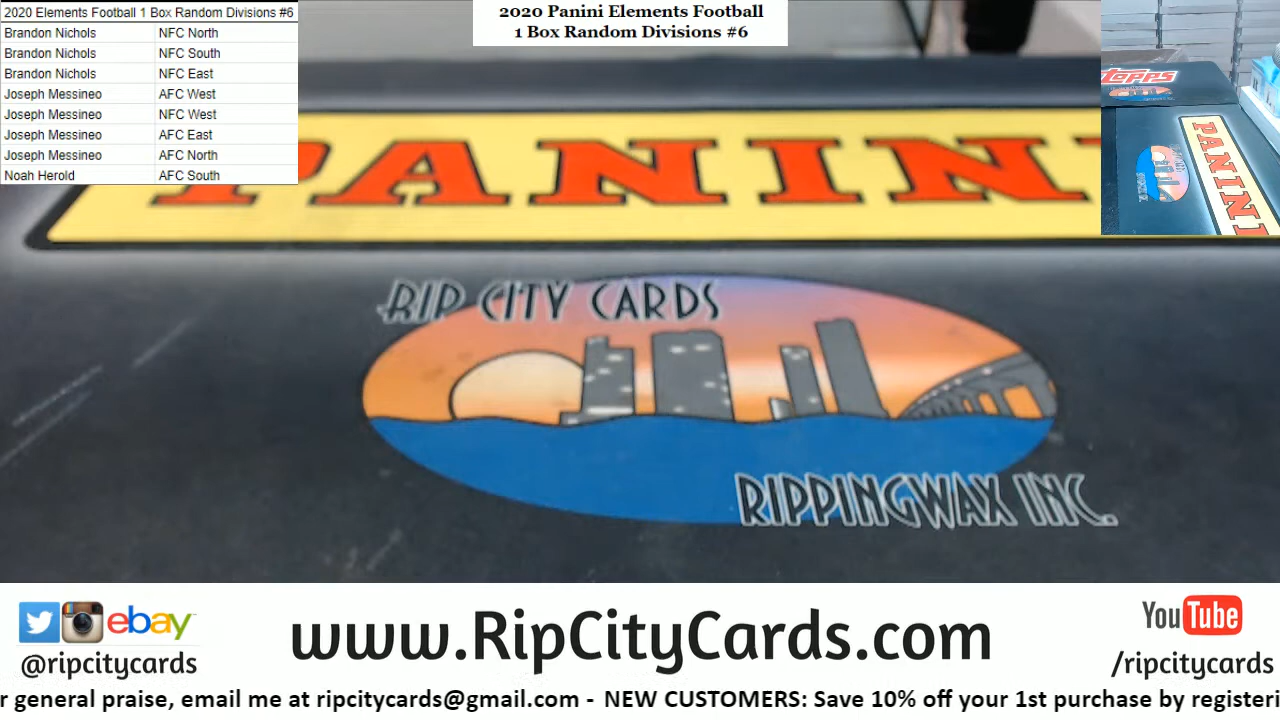 2020 Elements Football 1 Box Random Divisions #6
Brandon Nichols NFC North
Brandon Nichols NFC South
Brandon Nichols NFC East
Joseph Messineo AFC West
Joseph Messineo NFC West
Joseph Messineo AFC East
Joseph Messineo AFC North
Noah Herold AFC South
2020 Panini Elements Football
1 Box Random Divisions #6
topps
PANINI
PANINI
RIP CITY CARDS
RIPPINGWAX INC.
ebay
@ripcitycards
www.RipCityCards.com
YouTube
/ripcitycards
r general praise, email me at ripcitycards@gmail.com - NEW CUSTOMERS: Save 10% off your 1st purchase by registeri